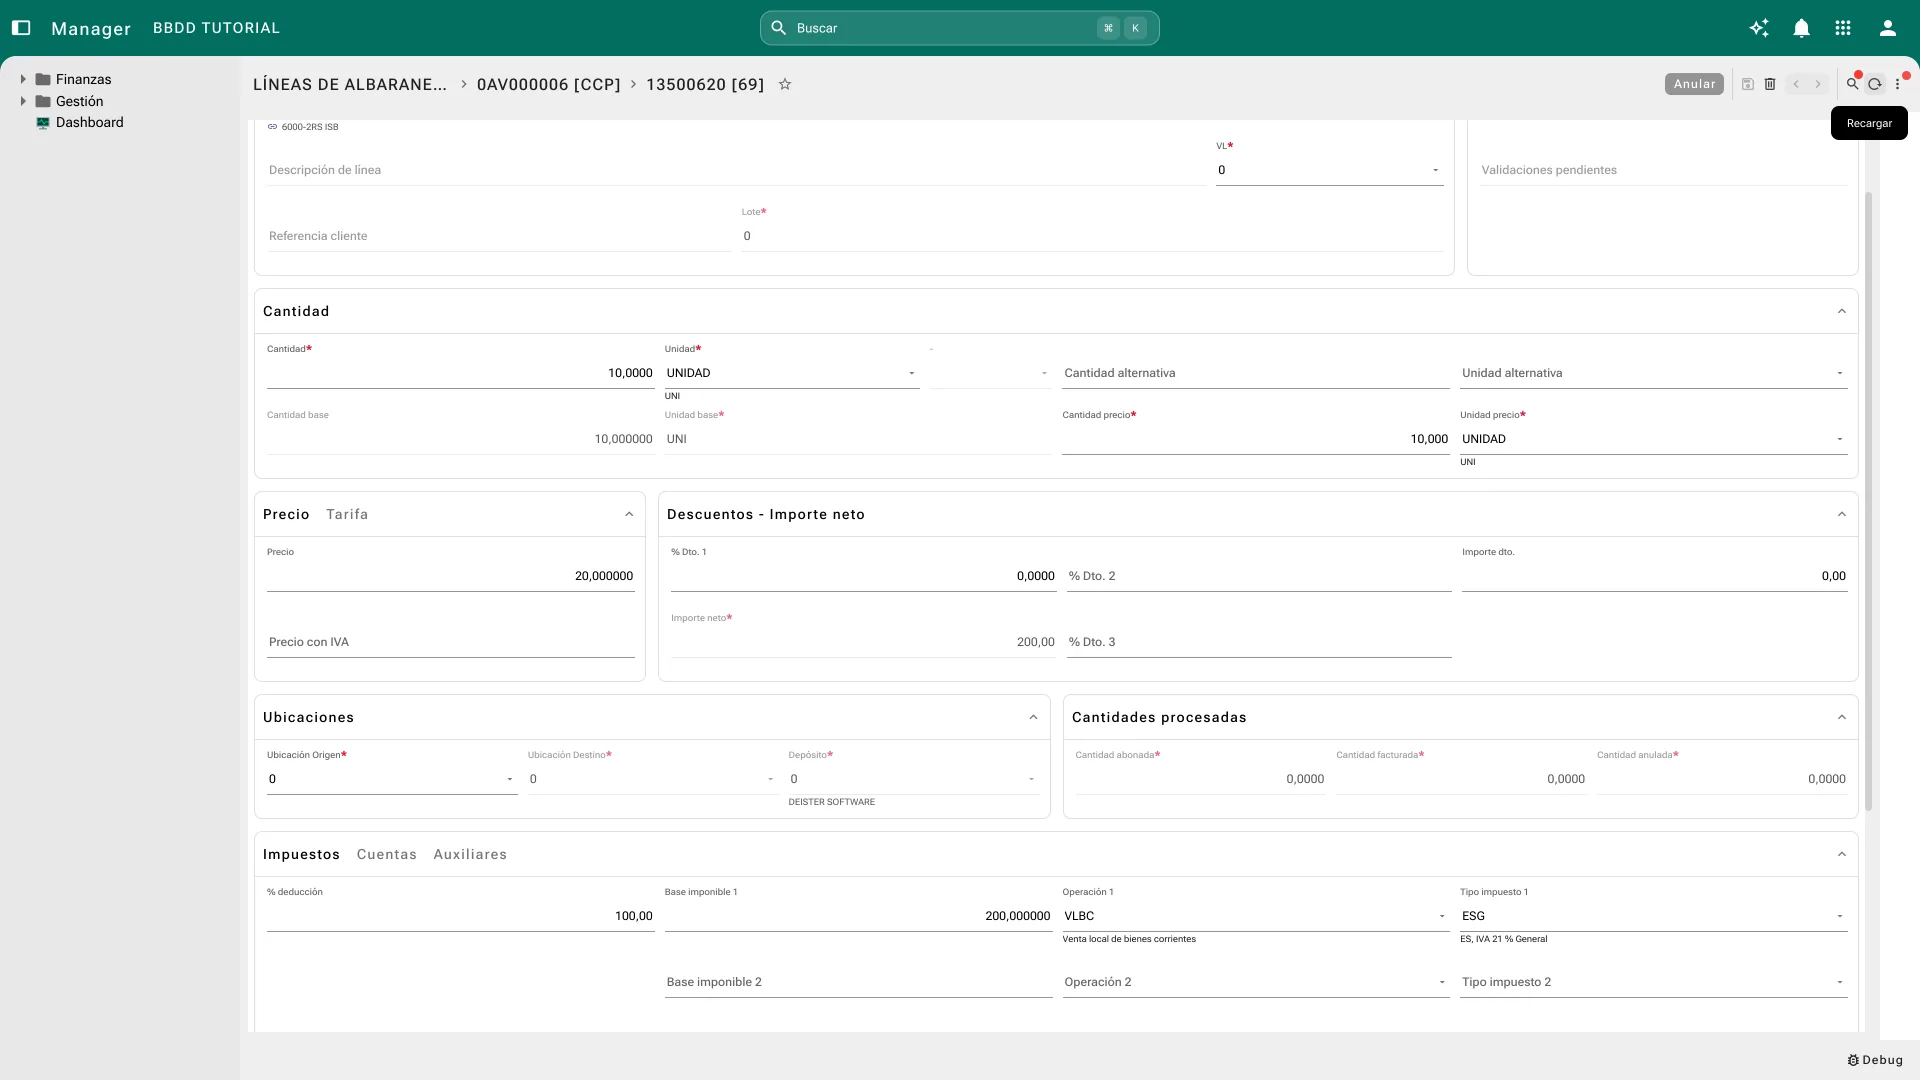 Manager BBDD TUTORIAL Buscar ⌘ K
Finanzas
Gestión
Dashboard
LÍNEAS DE ALBARANE... > 0AV000006 [CCP] > 13500620 [69] Anular
Recargar
6000-2RS ISB
VL*
Descripción de línea 0 Validaciones pendientes
Lote*
Referencia cliente 0
Cantidad
Cantidad* Unidad* -
10,0000 UNIDAD Cantidad alternativa Unidad alternativa
UNI
Cantidad base Unidad base* Cantidad precio* Unidad precio*
10,000000 UNI 10,000 UNIDAD
UNI
Precio Tarifa Descuentos - Importe neto
Precio % Dto. 1 Importe dto.
20,000000 0,0000 % Dto. 2 0,00
Importe neto*
Precio con IVA 200,00 % Dto. 3
Ubicaciones Cantidades procesadas
Ubicación Origen* Ubicación Destino* Depósito* Cantidad abonada* Cantidad facturada* Cantidad anulada*
0 0 0 0,0000 0,0000 0,0000
DEISTER SOFTWARE
Impuestos Cuentas Auxiliares
% deducción Base imponible 1 Operación 1 Tipo impuesto 1
100,00 200,000000 VLBC ESG
Venta local de bienes corrientes ES, IVA 21 % General
Base imponible 2 Operación 2 Tipo impuesto 2
Debug